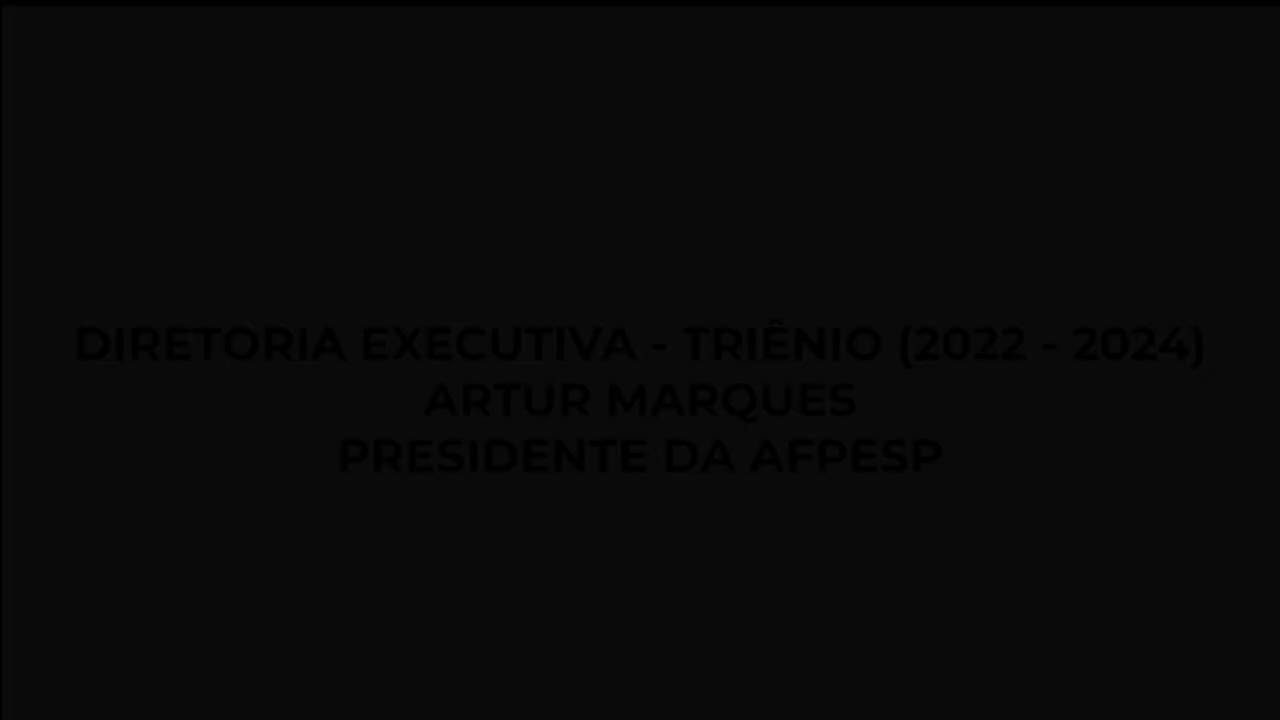 DIRETORIA EXECUTIVA - TRIÊNIO (2022 - 2024)
ARTUR MARQUES
PRESIDENTE DA AFPESP